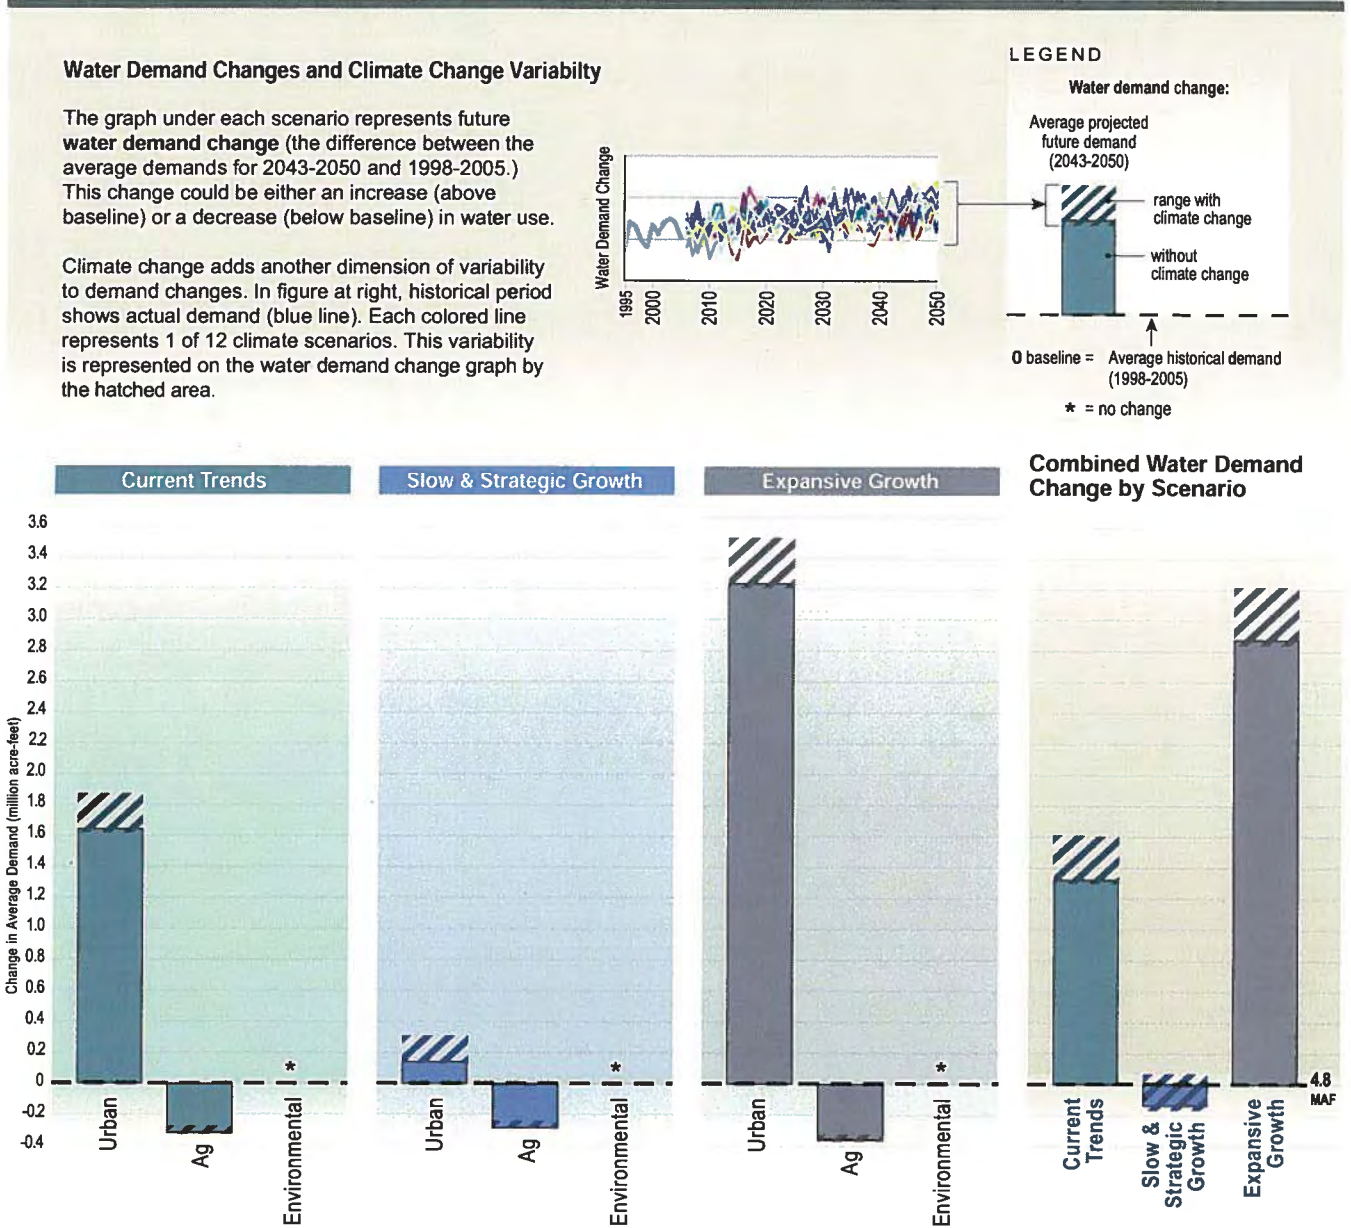 Water Demand Changes and Climate Change Variabilty
The graph under each scenario represents future
water demand change (the difference between the
average demands for 2043-2050 and 1998-2005.)
This change could be either an increase (above
baseline) or a decrease (below baseline) in water use.
Climate change adds another dimension of variability
to demand changes. In figure at right, historical period
shows actual demand (blue line). Each colored line
represents 1 of 12 climate scenarios. This variability
is represented on the water demand change graph by
the hatched area.
Water Demand Change
1995
2000
2010
2020
2030
2040
2050
LEGEND
Water demand change:
Average projected
future demand
(2043-2050)
range with
climate change
without
climate change
0 baseline = Average historical demand
(1998-2005)
* = no change
Current Trends
Slow & Strategic Growth
Expansive Growth
Combined Water Demand
Change by Scenario
Change in Average Demand (million acre-feet)
3.6
3.4
3.2
3.0
2.8
2.6
2.4
2.2
2.0
1.8
1.6
1.4
1.2
1.0
0.8
0.6
0.4
0.2
0
-0.2
-0.4
Urban
Ag
*
Environmental
Urban
Ag
*
Environmental
Urban
Ag
*
Environmental
Current
Trends
Slow &
Strategic
Growth
Expansive
Growth
4.8
MAF